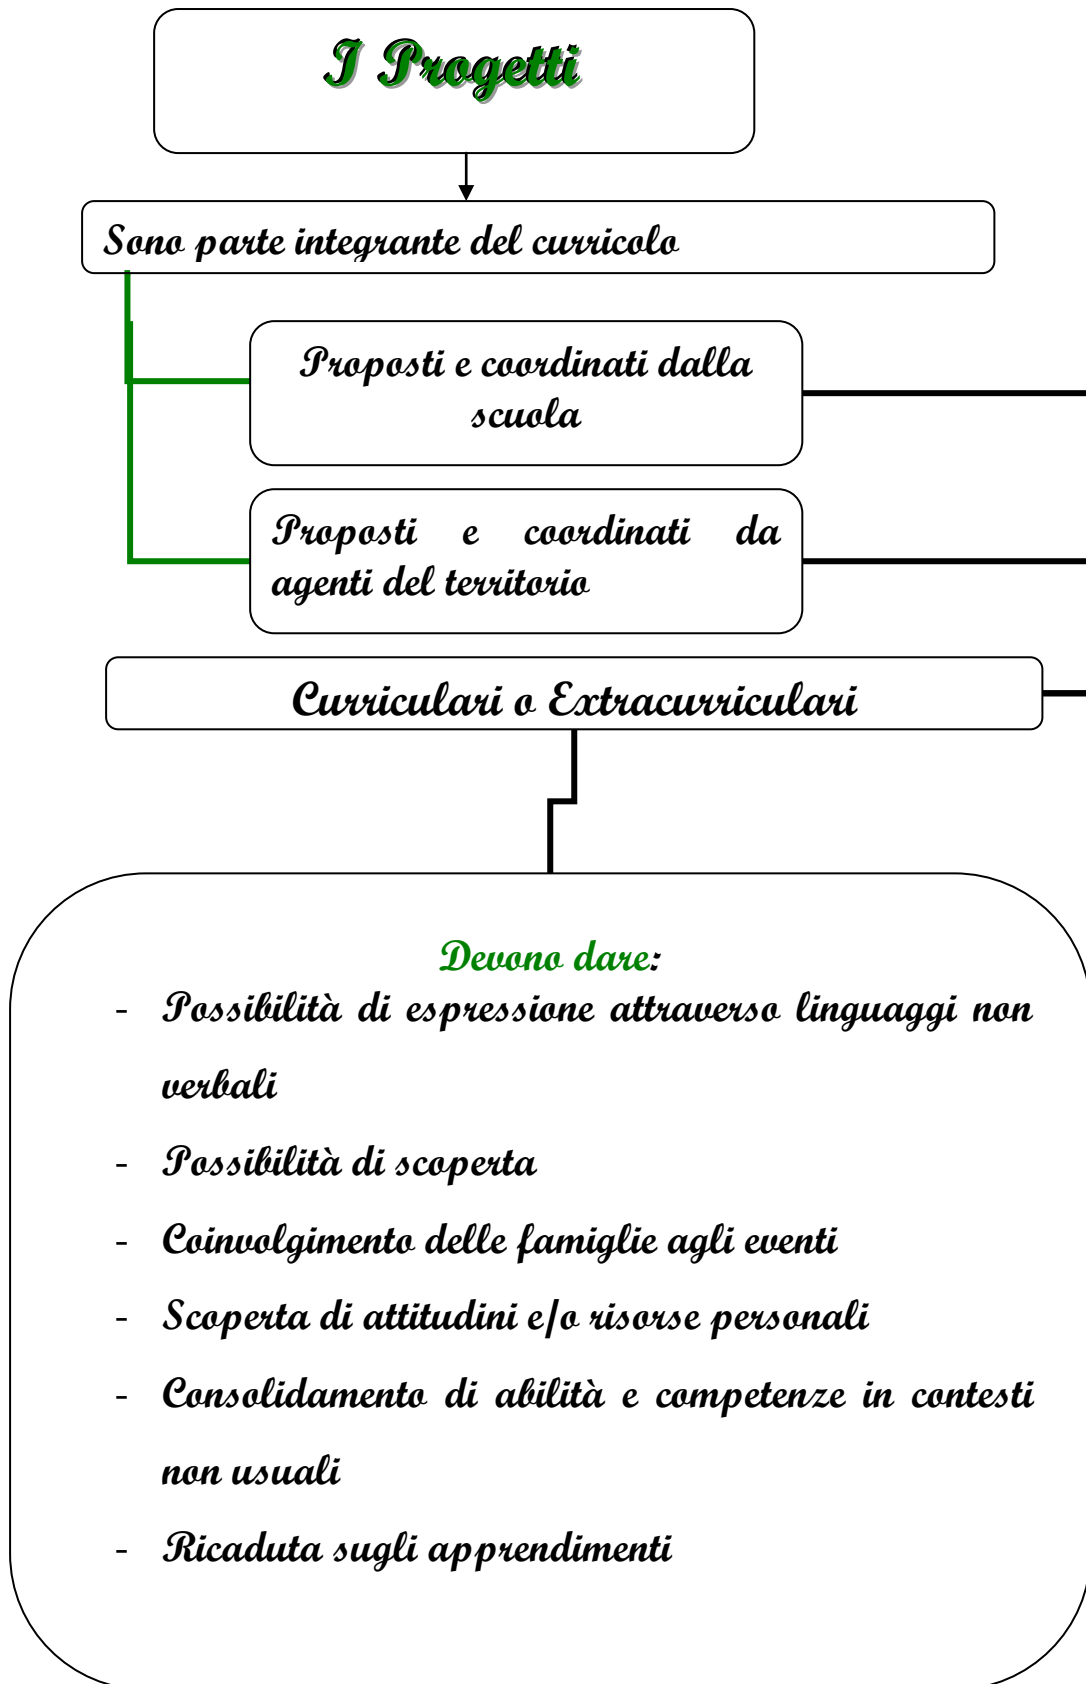 I Progetti
Sono parte integrante del curricolo
Proposti e coordinati dalla
scuola
Proposti e coordinati da
agenti del territorio
Curriculari o Extracurriculari
Devono dare:
- Possibilità di espressione attraverso linguaggi non
verbali
- Possibilità di scoperta
- Coinvolgimento delle famiglie agli eventi
- Scoperta di attitudini e/o risorse personali
- Consolidamento di abilità e competenze in contesti
non usuali
- Ricaduta sugli apprendimenti